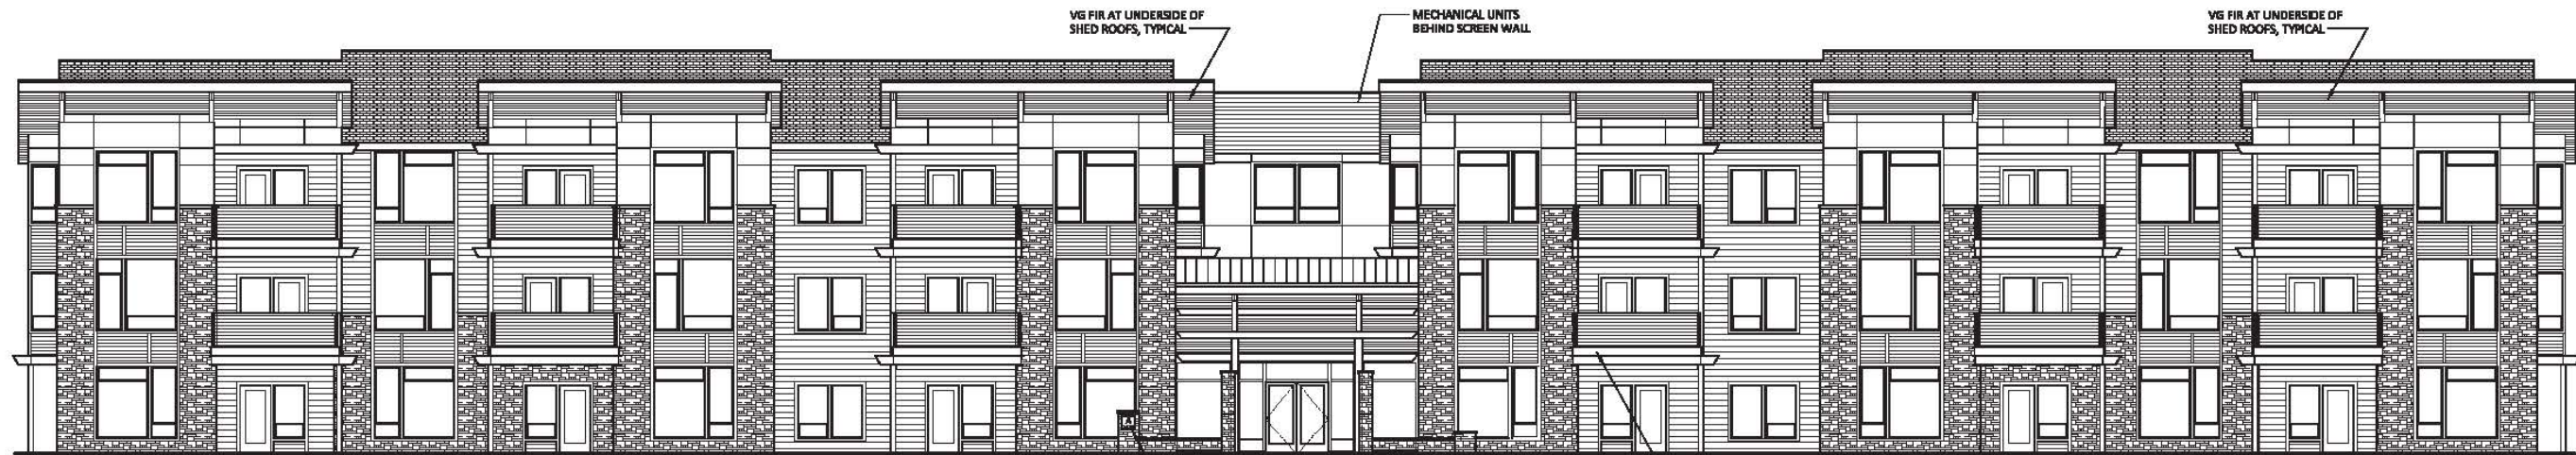 VG FIR AT UNDERSIDE OF
SHED ROOFS, TYPICAL
MECHANICAL UNITS
BEHIND SCREEN WALL
VG FIR AT UNDERSIDE OF
SHED ROOFS, TYPICAL
A